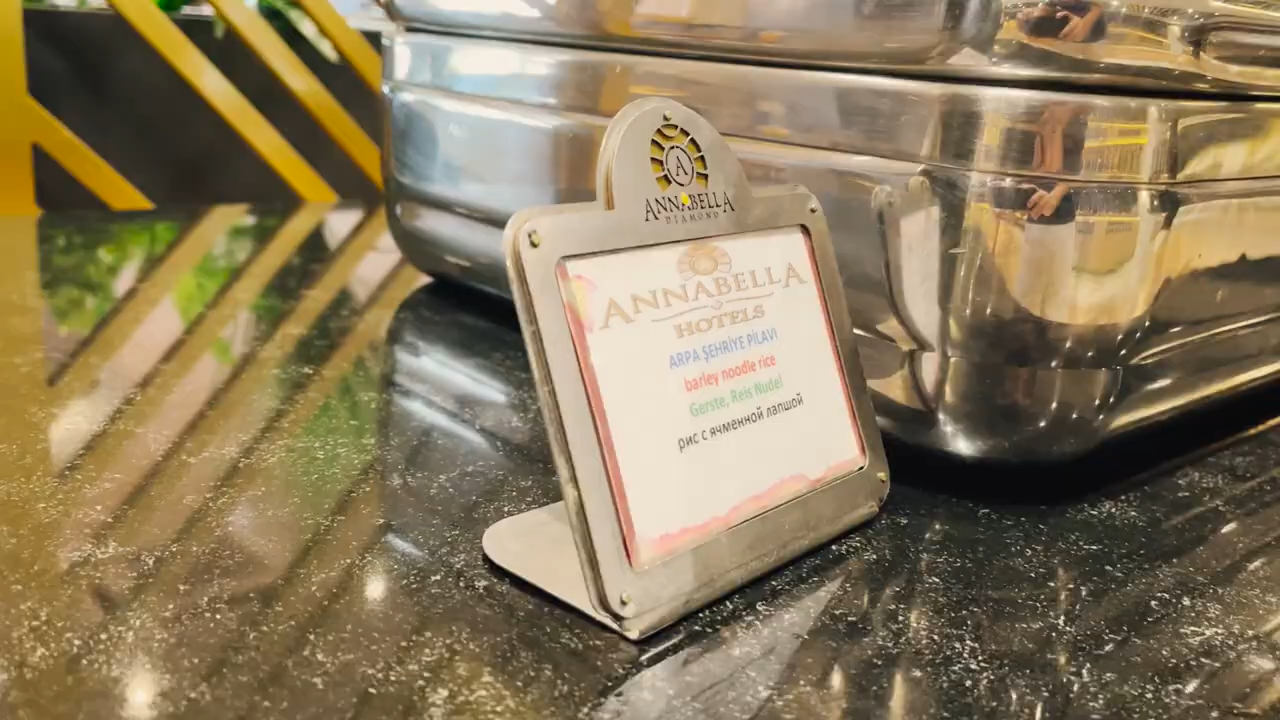 A
ANNABELLA
DIAMOND
ANNABELLA
HOTELS
ARPA ŞEHRİYE PİLAVI
barley noodle rice
Gerste, Reis Nudel
рис с ячменной лапшой